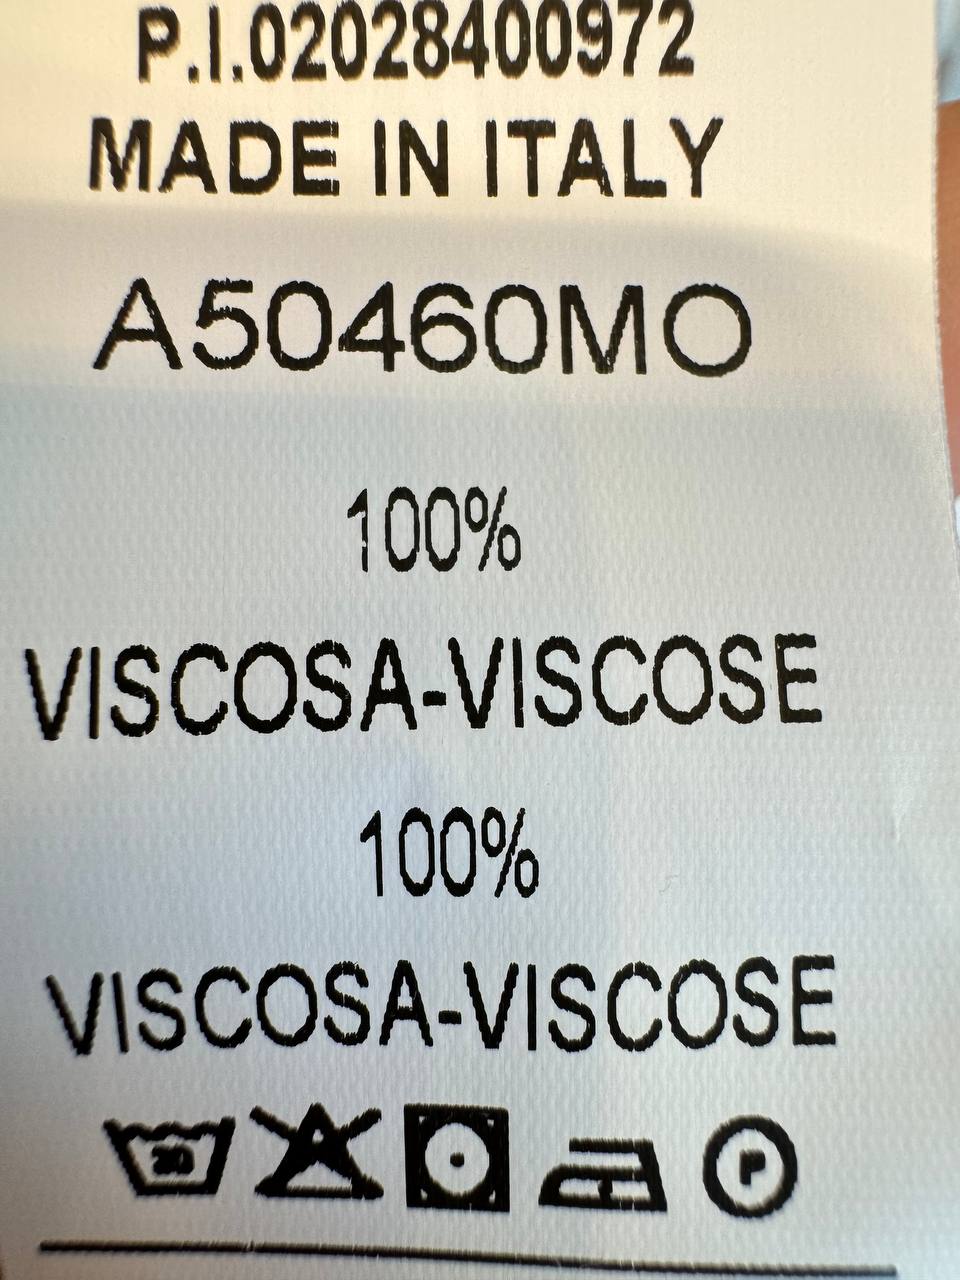 P.I.02028400972
MADE IN ITALY
A50460MO
100%
VISCOSA-VISCOSE
100%
VISCOSA-VISCOSE
P